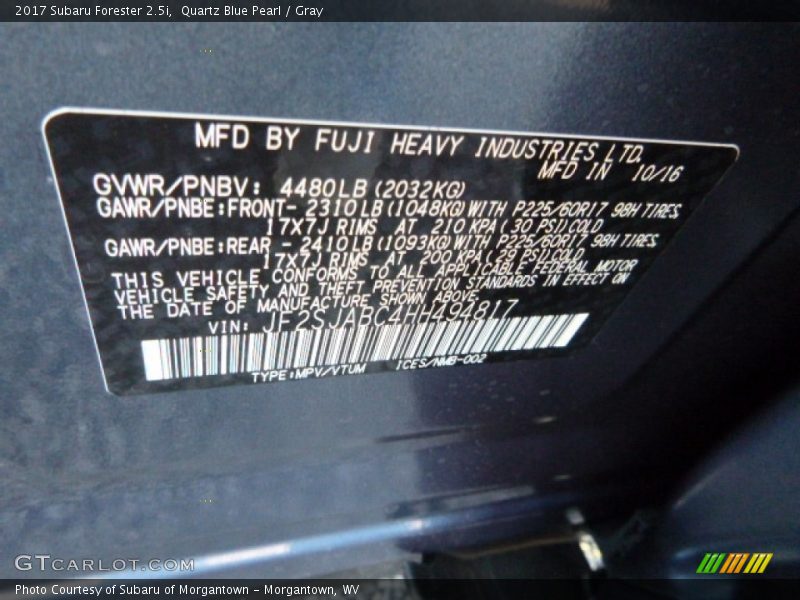 2017 Subaru Forester 2.5i,  Quartz Blue Pearl / Gray
MFD BY FUJI HEAVY INDUSTRIES LTD.
MFD IN 10/16
GVWR/PNBV: 4480LB(2032KG)
GAWR/PNBE:FRONT- 2310LB(1048KG)WITH P225/60R17 98H TIRES
17X7J RIMS AT 210 KPA(30 PSI)COLD
GAWR/PNBE:REAR - 2410LB(1093KG)WITH P225/60R17 98H TIRES
17X7J RIMS AT 200 KPA(29 PSI)COLD
THIS VEHICLE CONFORMS TO ALL APPLICABLE FEDERAL MOTOR
VEHICLE SAFETY AND THEFT PREVENTION STANDARDS IN EFFECT ON
THE DATE OF MANUFACTURE SHOWN ABOVE.
VIN: JF2SJABC4HH494817
TYPE:MPV/VTUM ICES/NMB-002
GTCARLOT.COM
Photo Courtesy of Subaru of Morgantown - Morgantown, WV